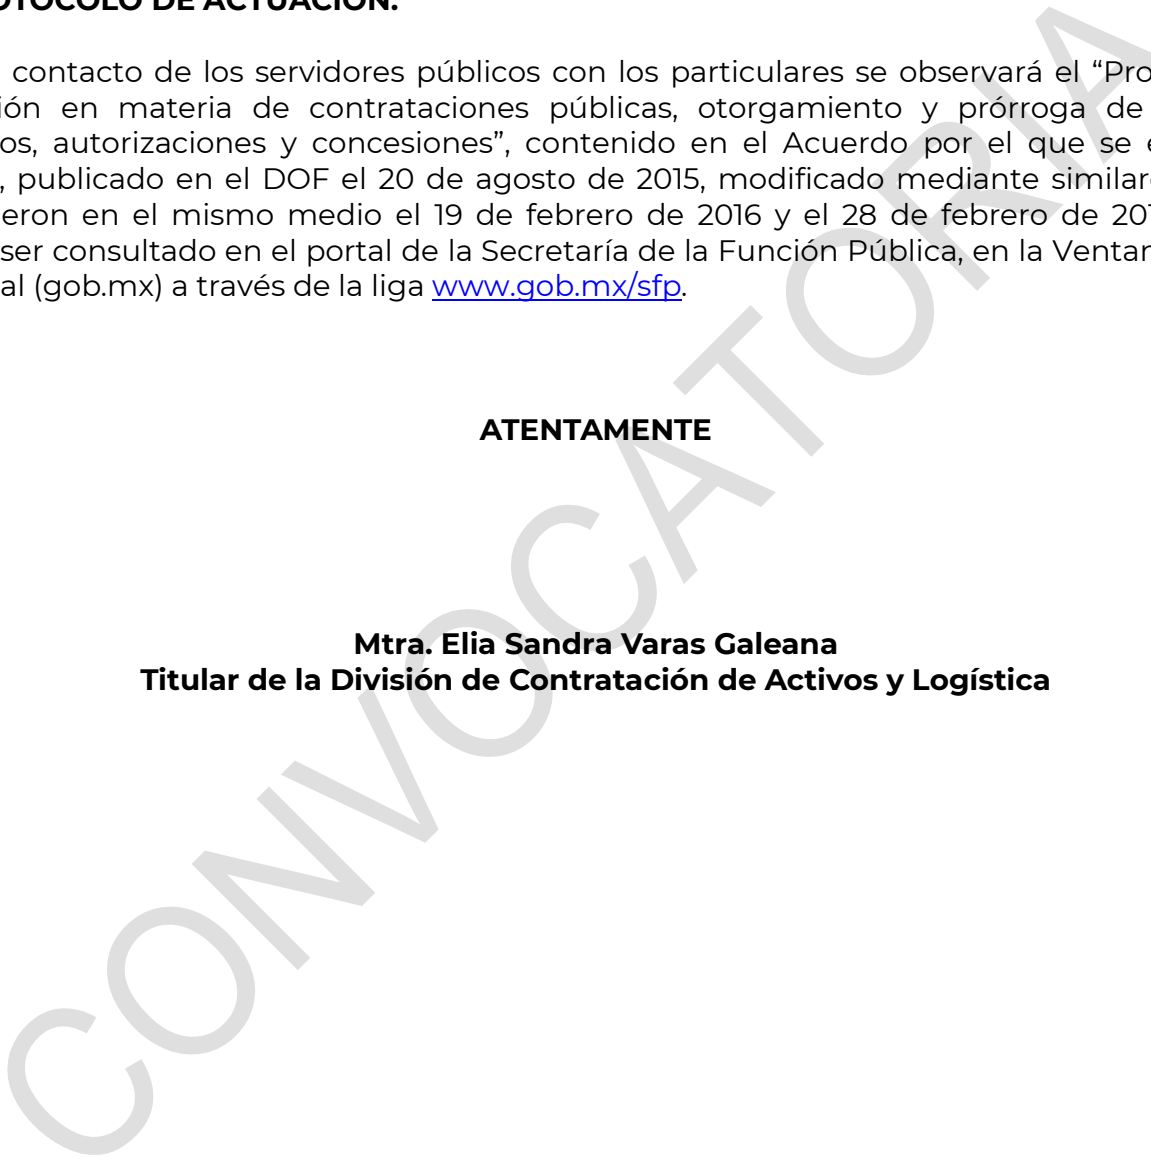 OTOCOLO DE ACTUACIÓN.
contacto de los servidores públicos con los particulares se observará el “Pro
ión en materia de contrataciones públicas, otorgamiento y prórroga de
os, autorizaciones y concesiones”, contenido en el Acuerdo por el que se e
, publicado en el DOF el 20 de agosto de 2015, modificado mediante similar
eron en el mismo medio el 19 de febrero de 2016 y el 28 de febrero de 201
ser consultado en el portal de la Secretaría de la Función Pública, en la Ventan
al (gob.mx) a través de la liga www.gob.mx/sfp.
ATENTAMENTE
Mtra. Elia Sandra Varas Galeana
Titular de la División de Contratación de Activos y Logística
CONVOCATORIA